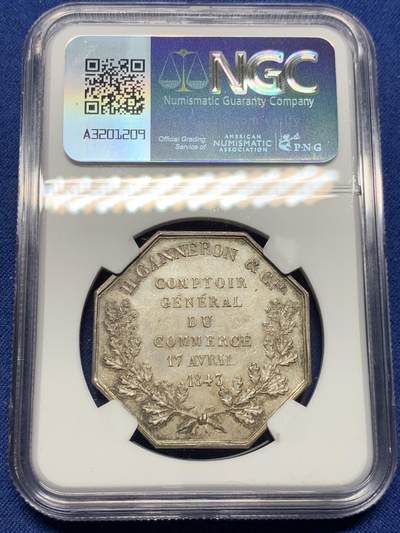 NGC
Numismatic Guaranty Company
A3201209
Official Grading
Service of
AMERICAN
NUMISMATIC
ASSOCIATION
P·N·G
H. GANNERON & CIE
COMPTOIR
GÉNÉRAL
DU
COMMERCE
17 AVRIL
1843